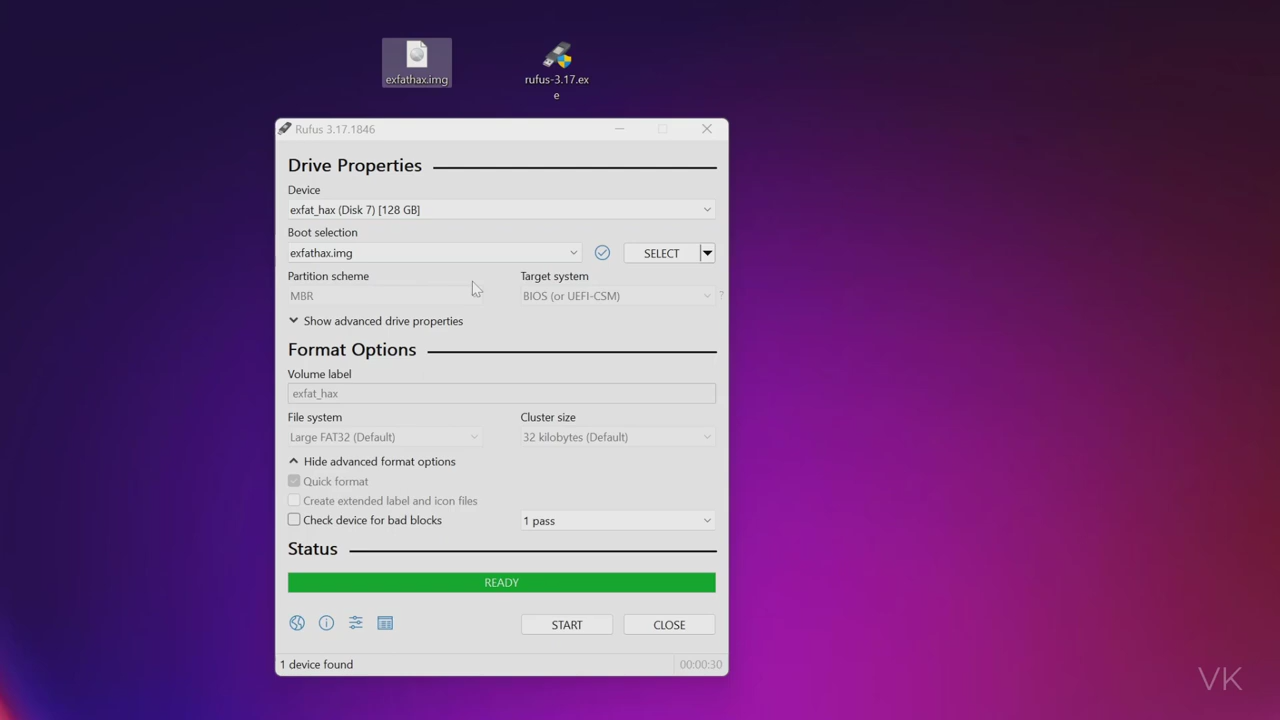 exfathax.img
rufus-3.17.ex
e
Rufus 3.17.1846
Drive Properties
Device
exfat_hax (Disk 7) [128 GB]
Boot selection
exfathax.img
SELECT
Partition scheme
Target system
MBR
BIOS (or UEFI-CSM)
?
Show advanced drive properties
Format Options
Volume label
exfat_hax
File system
Cluster size
Large FAT32 (Default)
32 kilobytes (Default)
Hide advanced format options
Quick format
Create extended label and icon files
Check device for bad blocks
1 pass
Status
READY
START
CLOSE
1 device found
00:00:30
VK